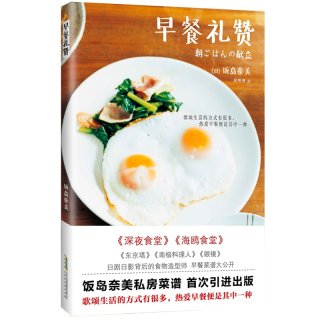 早餐礼赞
朝ごはんの献立
[日] 饭岛奈美
歌颂生活的方式有很多，
热爱早餐便是其中一种
饭岛奈美
《深夜食堂》《海鸥食堂》
《东京塔》《南极料理人》《眼镜》
日剧日影背后的食物造型师 早餐菜谱大公开
饭岛奈美私房菜谱 首次引进出版
歌颂生活的方式有很多，热爱早餐便是其中一种